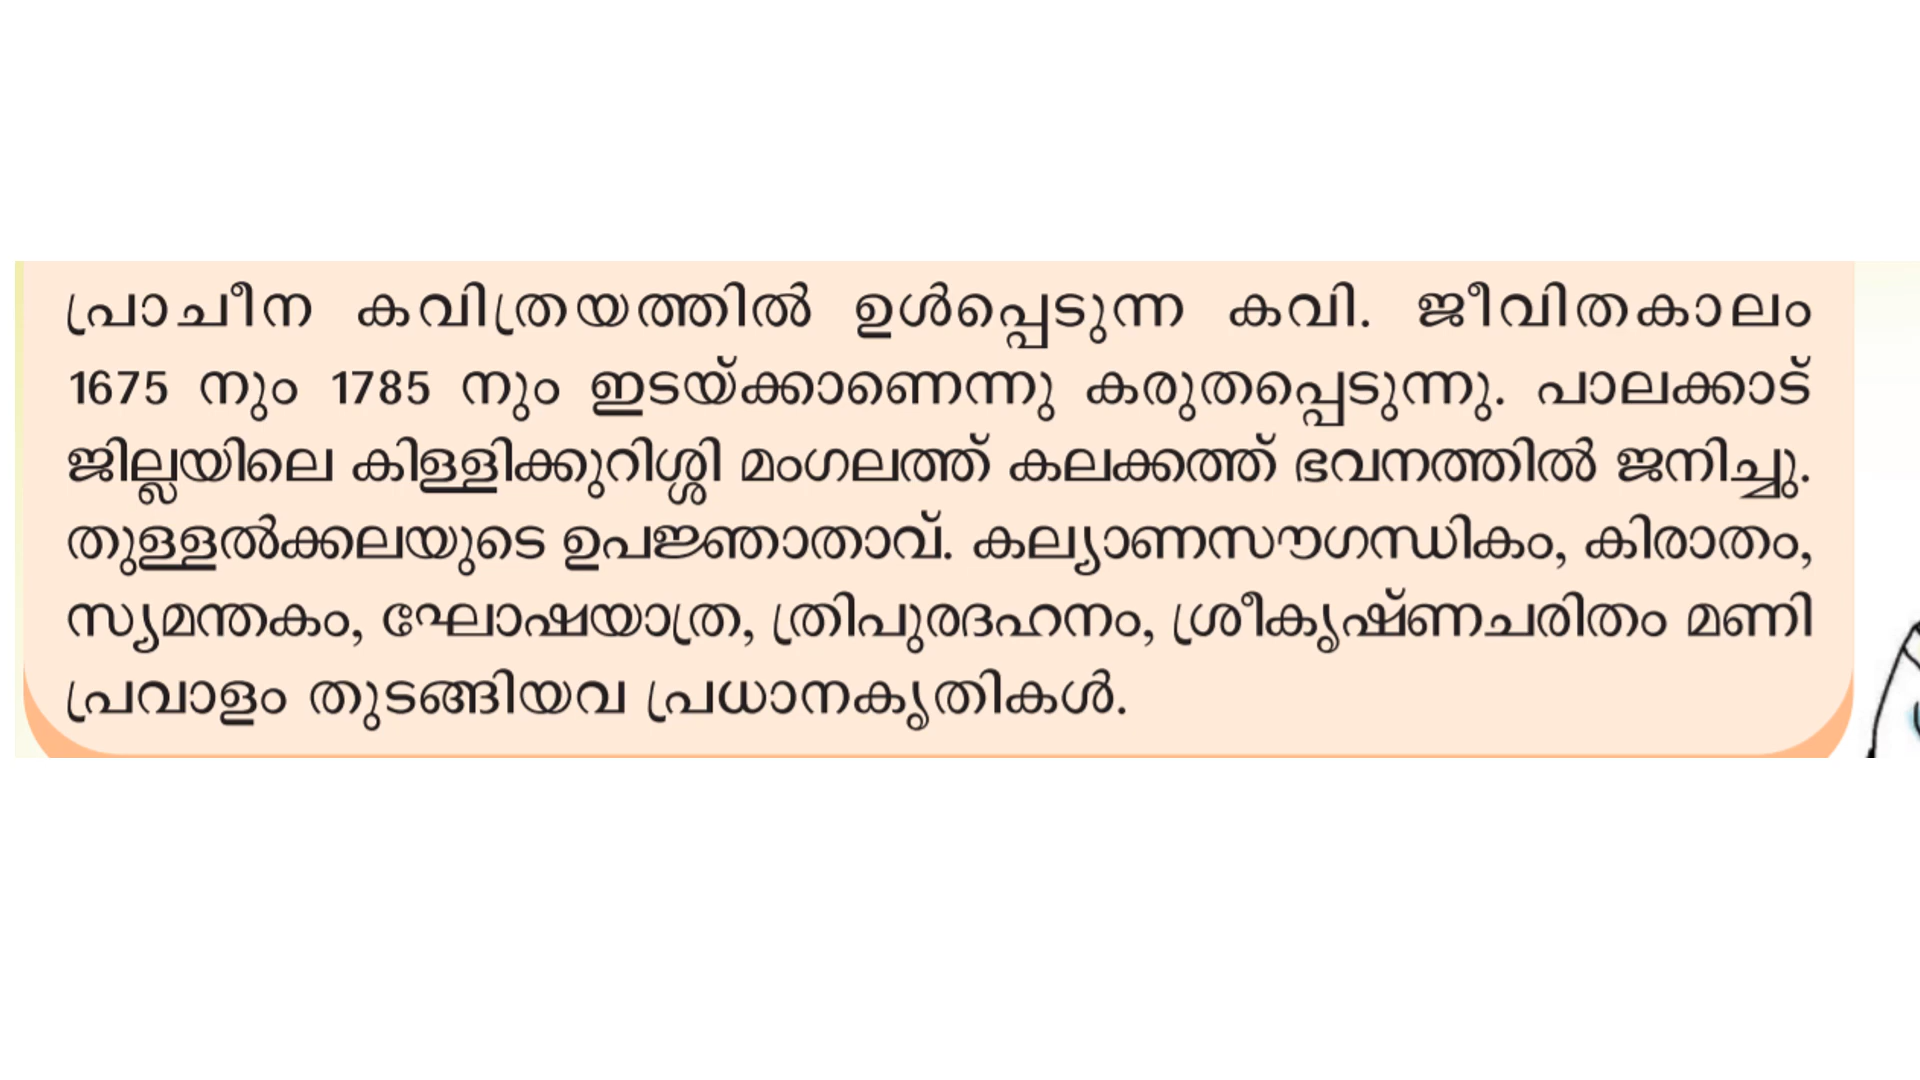 പ്രാചീന കവിത്രയത്തിൽ ഉൾപ്പെടുന്ന കവി. ജീവിതകാലം
1675 നും 1785 നും ഇടയ്ക്കാണെന്നു കരുതപ്പെടുന്നു. പാലക്കാട്
ജില്ലയിലെ കിള്ളിക്കുറിശ്ശി മംഗലത്ത് കലക്കത്ത് ഭവനത്തിൽ ജനിച്ചു.
തുള്ളൽക്കലയുടെ ഉപജ്ഞാതാവ്. കല്യാണസൗഗന്ധികം, കിരാതം,
സ്യമന്തകം, ഘോഷയാത്ര, ത്രിപുരദഹനം, ശ്രീകൃഷ്ണചരിതം മണി
പ്രവാളം തുടങ്ങിയവ പ്രധാനകൃതികൾ.